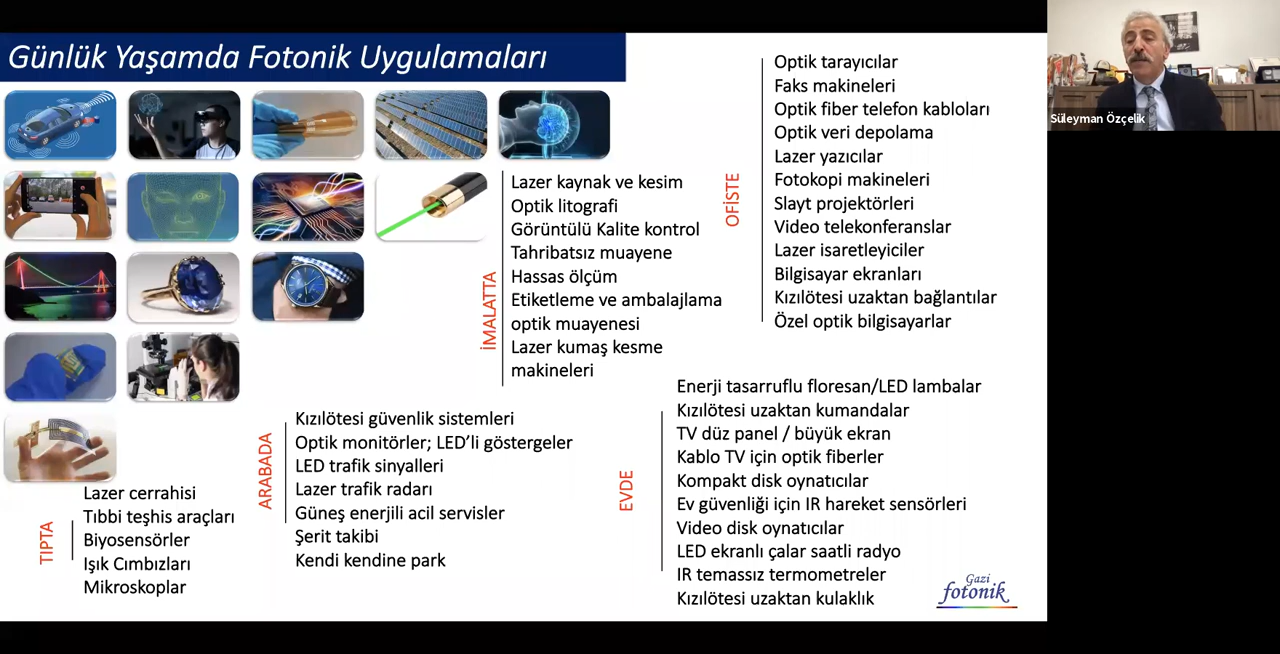 Günlük Yaşamda Fotonik Uygulamaları
Optik tarayıcılar
Faks makineleri
Optik fiber telefon kabloları
Optik veri depolama
Lazer yazıcılar
Fotokopi makineleri
Slayt projektörleri
Video telekonferanslar
Lazer isaretleyiciler
Bilgisayar ekranları
Kızılötesi uzaktan bağlantılar
Özel optik bilgisayarlar
OFİSTE
Süleyman Özçelik
İMALATTA
Lazer kaynak ve kesim
Optik litografi
Görüntülü Kalite kontrol
Tahribatsız muayene
Hassas ölçüm
Etiketleme ve ambalajlama
optik muayenesi
Lazer kumaş kesme
makineleri
EVDE
Enerji tasarruflu floresan/LED lambalar
Kızılötesi uzaktan kumandalar
TV düz panel / büyük ekran
Kablo TV için optik fiberler
Kompakt disk oynatıcılar
Ev güvenliği için IR hareket sensörleri
Video disk oynatıcılar
LED ekranlı çalar saatli radyo
IR temassız termometreler
Kızılötesi uzaktan kulaklık
ARABADA
Kızılötesi güvenlik sistemleri
Optik monitörler; LED’li göstergeler
LED trafik sinyalleri
Lazer trafik radarı
Güneş enerjili acil servisler
Şerit takibi
Kendi kendine park
TIPTA
Lazer cerrahisi
Tıbbi teşhis araçları
Biyosensörler
Işık Cımbızları
Mikroskoplar
Gazi
fotonik